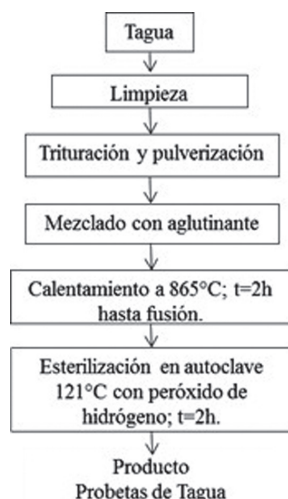 Tagua
Limpieza
Trituración y pulverización
Mezclado con aglutinante
Calentamiento a 865°C; t=2h
hasta fusión.
Esterilización en autoclave
121°C con peróxido de
hidrógeno; t=2h.
Producto
Probetas de Tagua